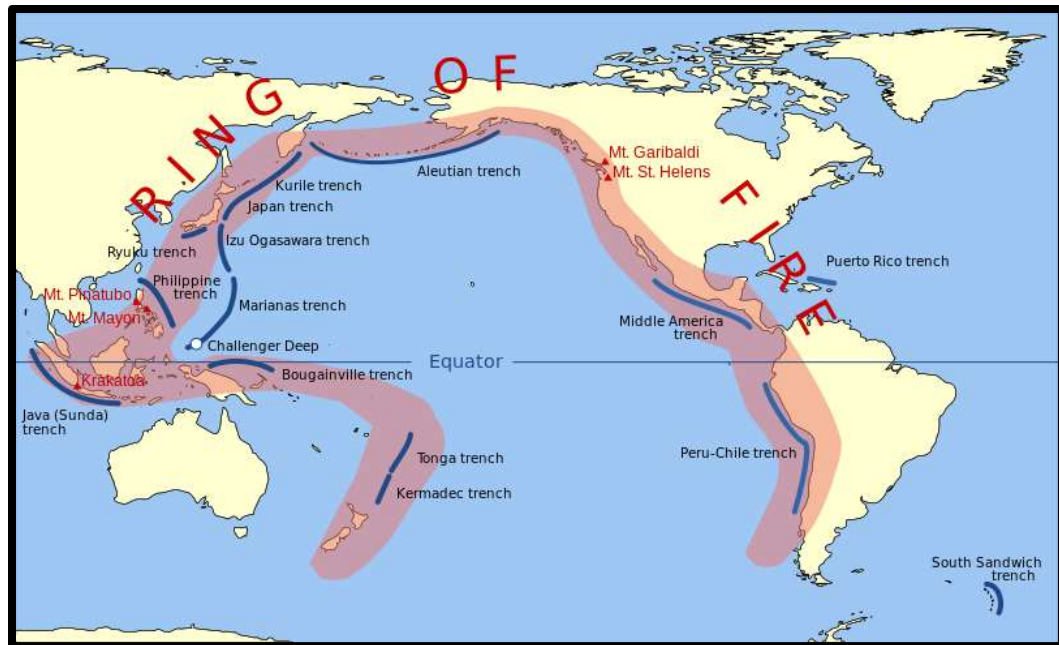 RING OF FIRE
Mt. Garibaldi
Mt. St. Helens
Aleutian trench
Kurile trench
Japan trench
Izu Ogasawara trench
Ryuku trench
Philippine
trench
Puerto Rico trench
Mt. Pinatubo
Mt. Mayon
Marianas trench
Middle America
trench
Challenger Deep
Equator
Bougainville trench
Krakatoa
Java (Sunda)
trench
Peru-Chile trench
Tonga trench
Kermadec trench
South Sandwich
trench